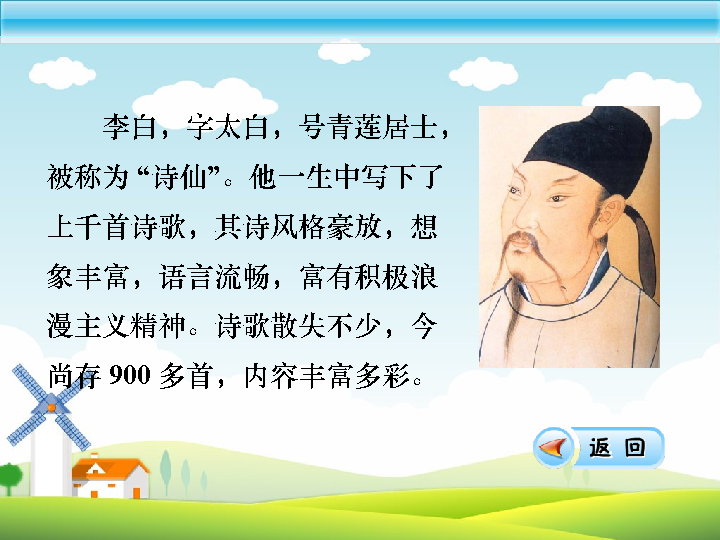 李白，字太白，号青莲居士，
被称为“诗仙”。他一生中写下了
上千首诗歌，其诗风格豪放，想
象丰富，语言流畅，富有积极浪
漫主义精神。诗歌散失不少，今
尚存 900 多首，内容丰富多彩。
返 回